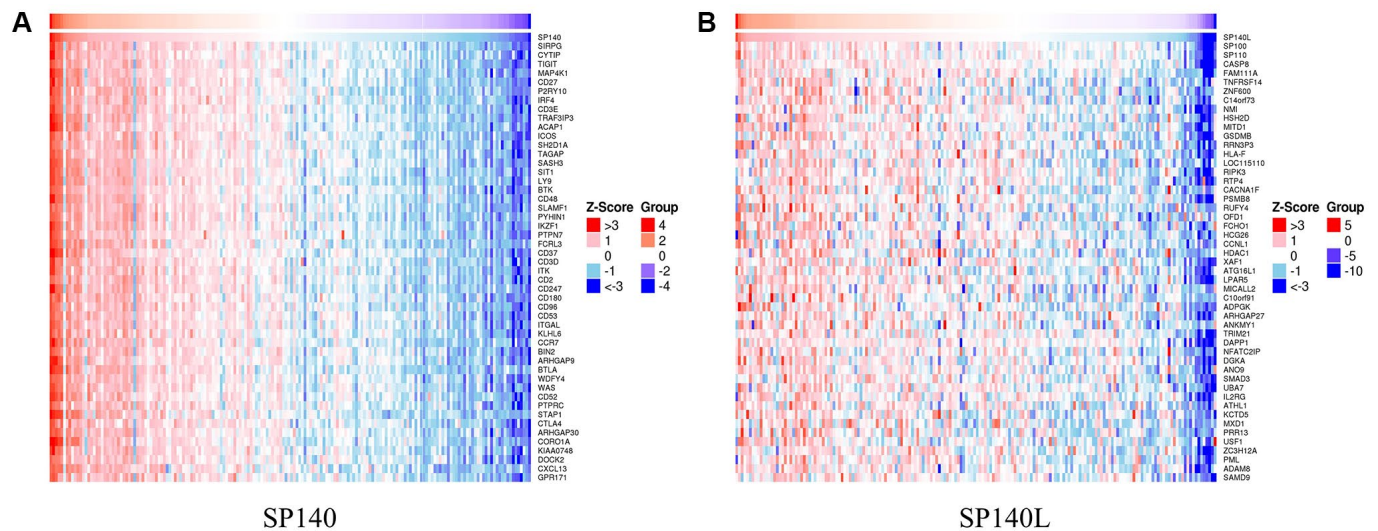 A
SP140
SIRPG
CYTIP
TIGIT
MAP4K1
CD27
P2RY10
IRF4
CD3E
TRAF3IP3
ACAP1
ICOS
SH2D1A
TAGAP
SASH3
SIT1
LY9
BTK
CD48
SLAMF1
PYHIN1
IKZF1
PTPN7
FCRL3
CD37
CD3D
ITK
CD2
CD247
CD180
CD96
CD53
ITGAL
KLHL6
CCR7
BIN2
ARHGAP9
BTLA
WDFY4
WAS
CD52
PTPRC
STAP1
CTLA4
ARHGAP30
CORO1A
KIAA0748
DOCK2
CXCL13
GPR171
Z-Score Group
>3 4
1 2
0 0
-1 -2
<-3 -4
SP140
B
SP140L
SP100
SP110
CASP8
FAM111A
TNFRSF14
ZNF600
C14orf73
NMI
HSH2D
MITD1
GSDMB
RRN3P3
HLA-F
LOC115110
RIPK3
RTP4
CACNA1F
PSMB8
RUFY4
OFD1
FCHO1
HCG26
CCNL1
HDAC1
XAF1
ATG16L1
LPAR5
MICALL2
C10orf91
ADPGK
ARHGAP27
ANKMY1
TRIM21
DAPP1
NFATC2IP
DGKA
ANO9
SMAD3
UBA7
IL2RG
ATHL1
KCTD5
MXD1
PRR13
USF1
ZC3H12A
PML
ADAM8
SAMD9
Z-Score Group
>3 5
1 0
0 -5
-1 -10
<-3
SP140L